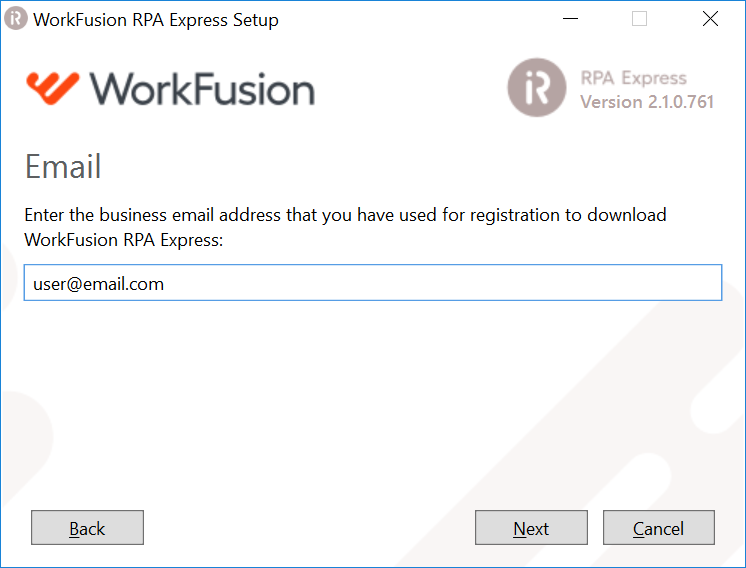 WorkFusion RPA Express Setup
WorkFusion
RPA Express
Version 2.1.0.761
Email
Enter the business email address that you have used for registration to download
WorkFusion RPA Express:
user@email.com
Back
Next
Cancel